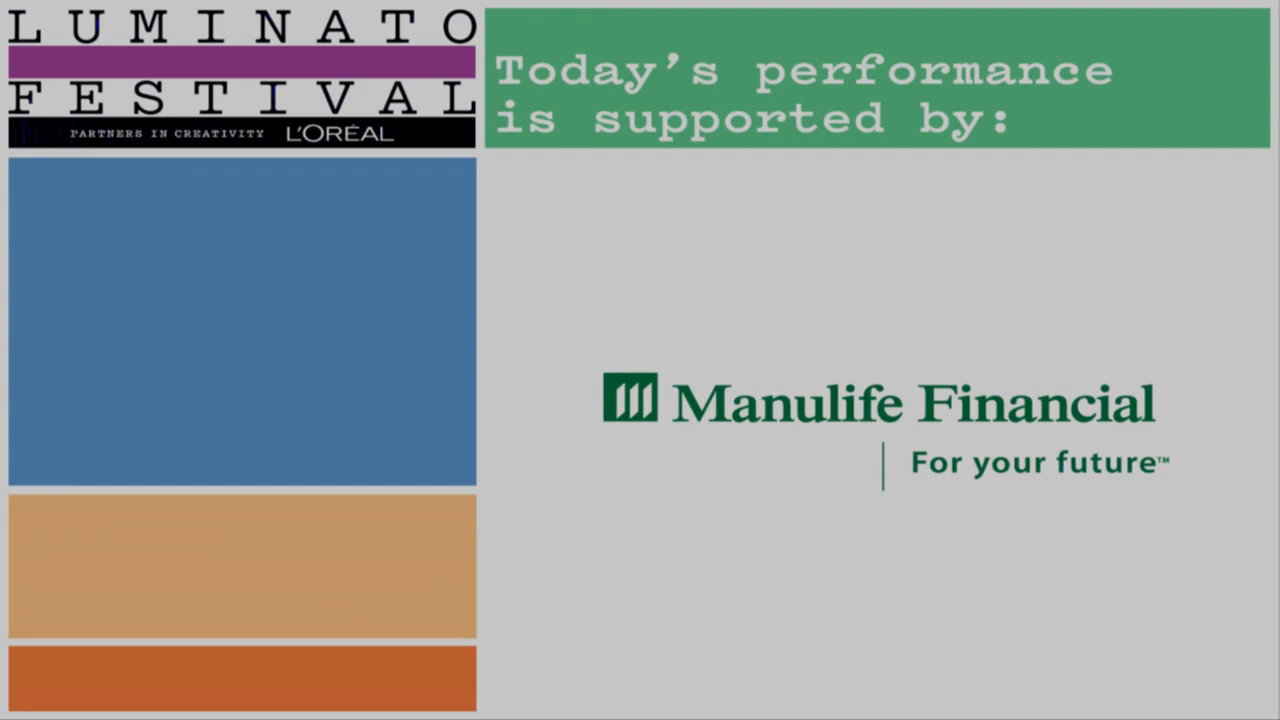 LUMINATO
FESTIVAL
PARTNERS IN CREATIVITY L'ORÉAL
Today's performance
is supported by:
Manulife Financial
For your future™